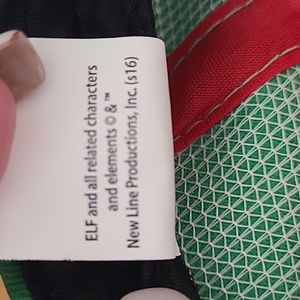 ELF and all related characters
and elements © & ™
New Line Productions, Inc. (s16)